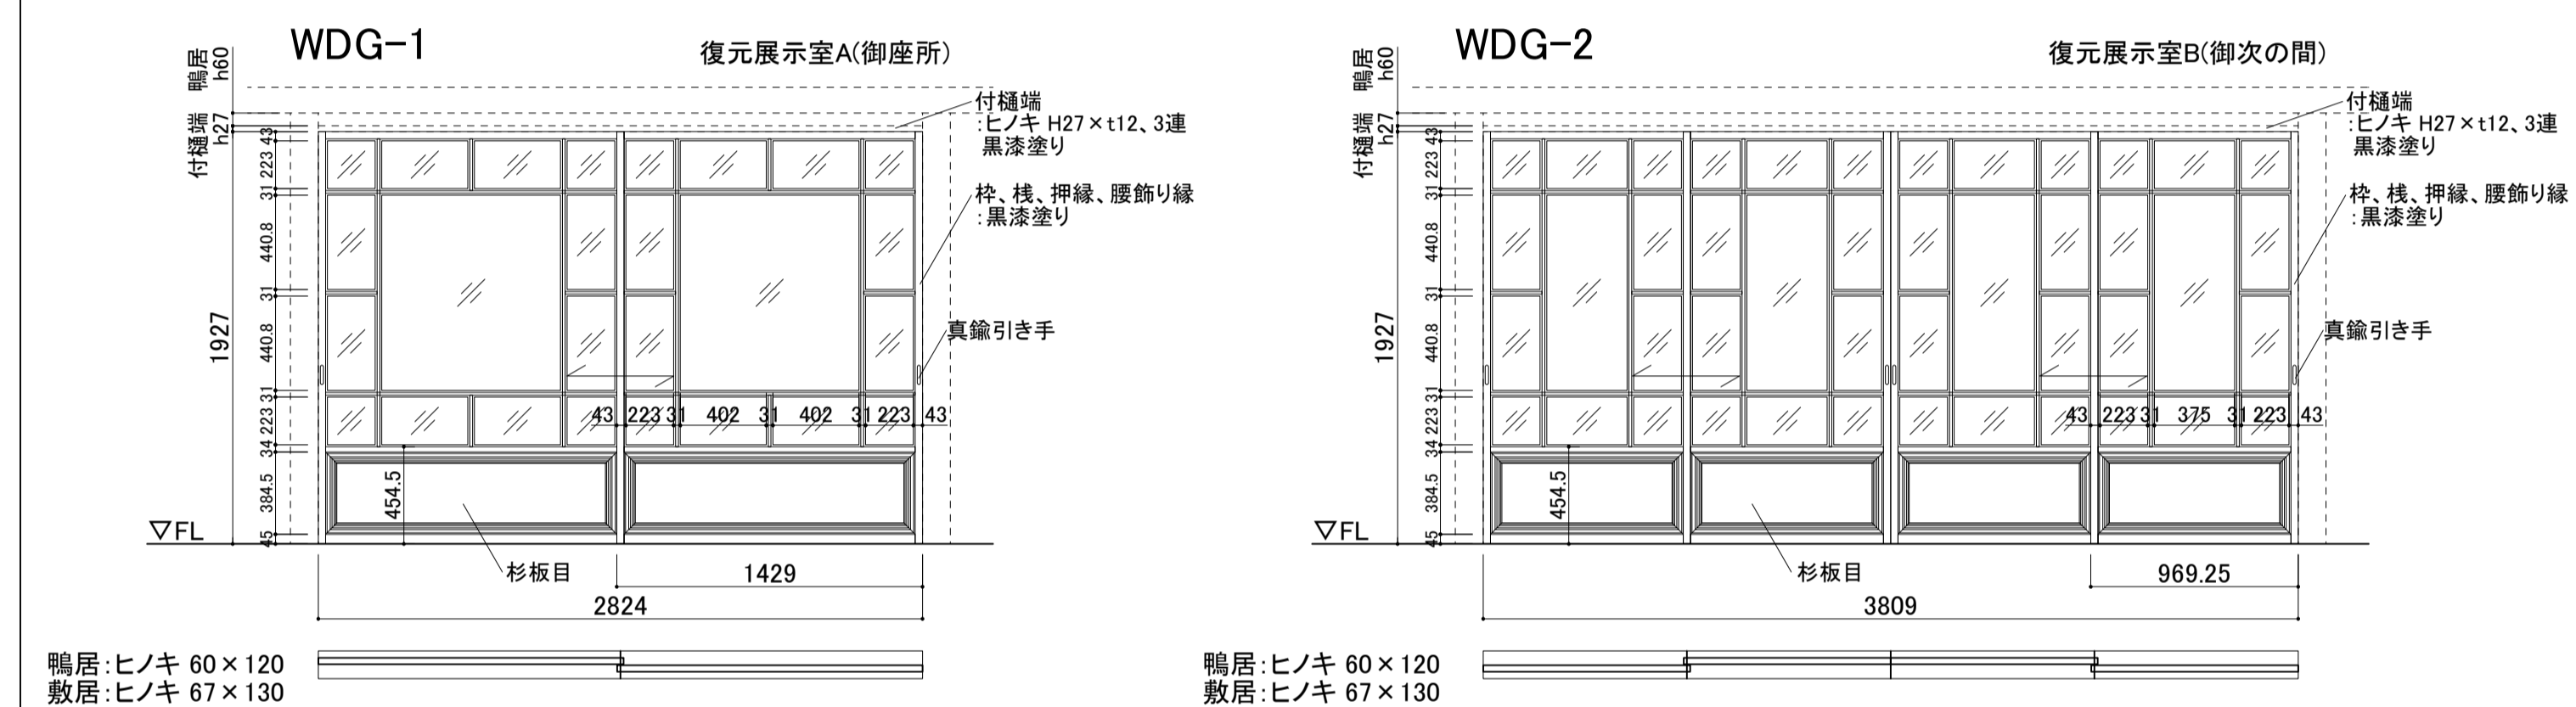 WDG-1
復元展示室A(御座所)
鴨居
h60
付樋端
h27
付樋端
:ヒノキ H27×t12、3連
黒漆塗り
枠、桟、押縁、腰飾り縁
:黒漆塗り
真鍮引き手
1927
43
223
31
440.8
31
440.8
31
223
34
384.5
45
43 223 31 402 31 402 31 223 43
454.5
▽FL
杉板目
1429
2824
鴨居:ヒノキ 60×120
敷居:ヒノキ 67×130
WDG-2
復元展示室B(御次の間)
鴨居
h60
付樋端
h27
付樋端
:ヒノキ H27×t12、3連
黒漆塗り
枠、桟、押縁、腰飾り縁
:黒漆塗り
真鍮引き手
1927
43
223
31
440.8
31
440.8
31
223
34
384.5
45
43 223 31 375 31 223 43
454.5
▽FL
杉板目
969.25
3809
鴨居:ヒノキ 60×120
敷居:ヒノキ 67×130